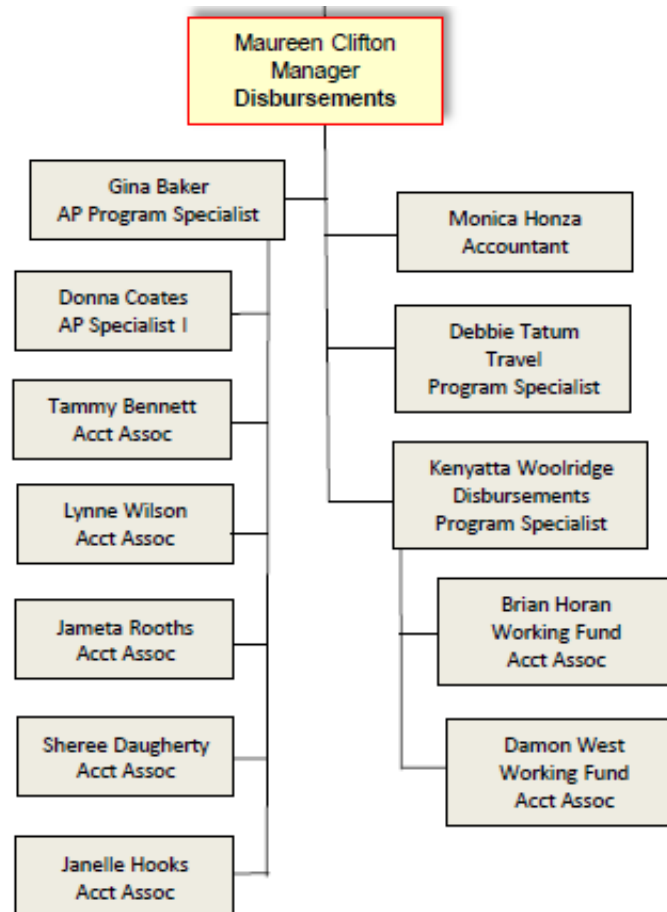 Maureen Clifton
Manager
Disbursements
Gina Baker
AP Program Specialist
Donna Coates
AP Specialist I
Tammy Bennett
Acct Assoc
Lynne Wilson
Acct Assoc
Jameta Rooths
Acct Assoc
Sheree Daugherty
Acct Assoc
Janelle Hooks
Acct Assoc
Monica Honza
Accountant
Debbie Tatum
Travel
Program Specialist
Kenyatta Woolridge
Disbursements
Program Specialist
Brian Horan
Working Fund
Acct Assoc
Damon West
Working Fund
Acct Assoc